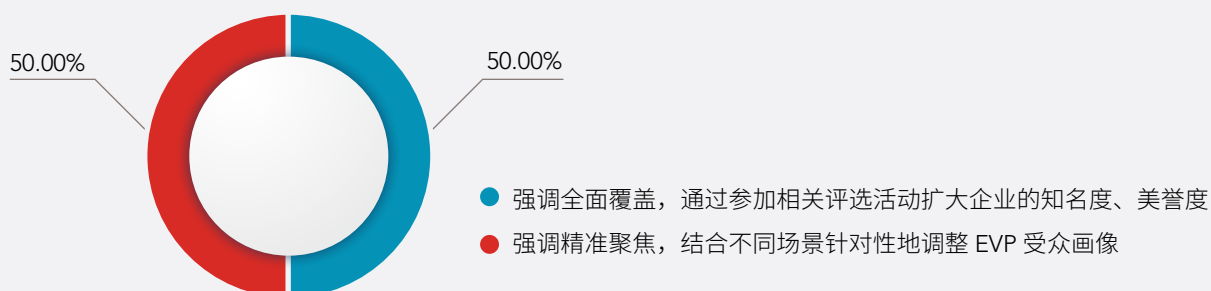 50.00%
50.00%
强调全面覆盖，通过参加相关评选活动扩大企业的知名度、美誉度
强调精准聚焦，结合不同场景针对性地调整 EVP 受众画像